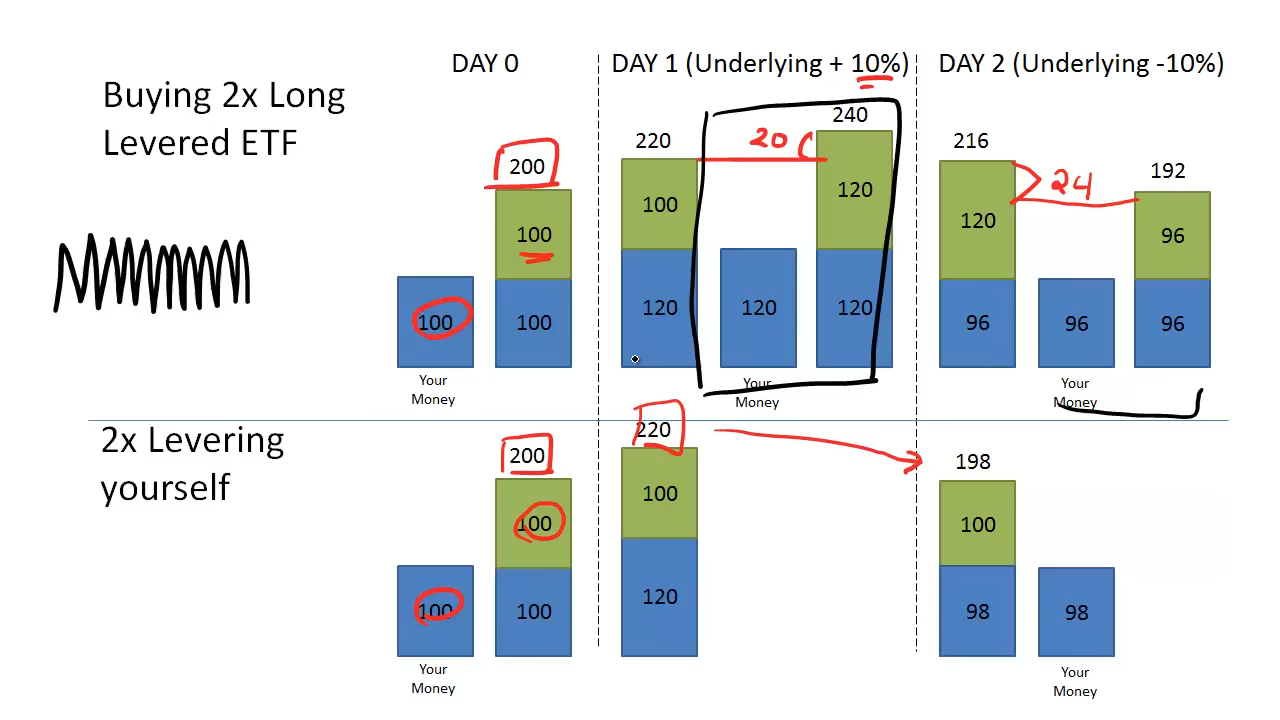 DAY 0
DAY 1 (Underlying + 10%)
DAY 2 (Underlying -10%)
Buying 2x Long
Levered ETF
200
100
100
100
Your
Money
220
100
120
20
120
Your
Money
240
120
120
216
120
96
24
96
Your
Money
192
96
96
2x Levering
yourself
200
100
100
100
Your
Money
220
100
120
198
100
98
98
Your
Money